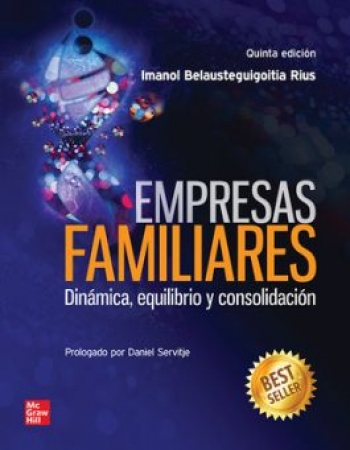 Quinta edición
Imanol Belausteguigoitia Rius
EMPRESAS
FAMILIARES
Dinámica, equilibrio y consolidación
Prologado por Daniel Servitje
BEST
SELLER
Mc
Graw
Hill